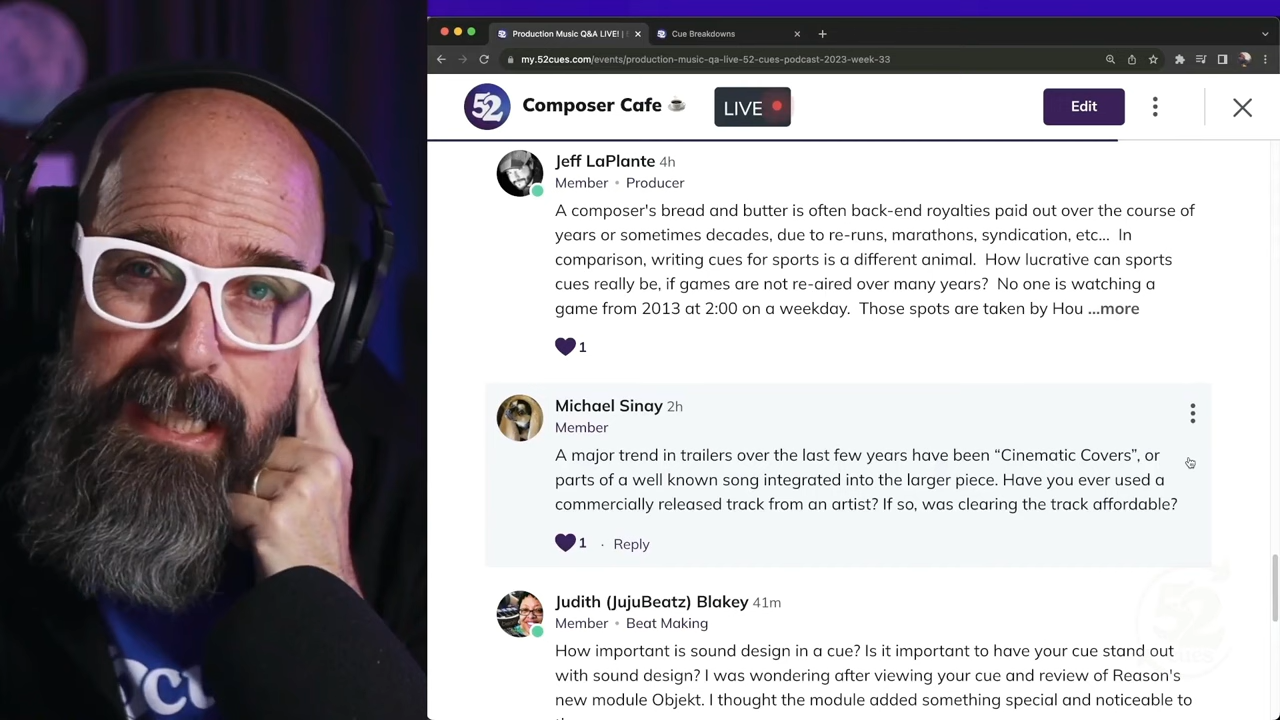 Production Music Q&A LIVE! |
Cue Breakdowns
my.52cues.com/events/production-music-qa-live-52-cues-podcast-2023-week-33
52
Composer Cafe ☕
LIVE
Edit
Jeff LaPlante 4h
Member • Producer
A composer's bread and butter is often back-end royalties paid out over the course of
years or sometimes decades, due to re-runs, marathons, syndication, etc... In
comparison, writing cues for sports is a different animal. How lucrative can sports
cues really be, if games are not re-aired over many years? No one is watching a
game from 2013 at 2:00 on a weekday. Those spots are taken by Hou ...more
1
Michael Sinay 2h
Member
A major trend in trailers over the last few years have been “Cinematic Covers”, or
parts of a well known song integrated into the larger piece. Have you ever used a
commercially released track from an artist? If so, was clearing the track affordable?
1 · Reply
Judith (JujuBeatz) Blakey 41m
Member • Beat Making
How important is sound design in a cue? Is it important to have your cue stand out
with sound design? I was wondering after viewing your cue and review of Reason's
new module Objekt. I thought the module added something special and noticeable to
52